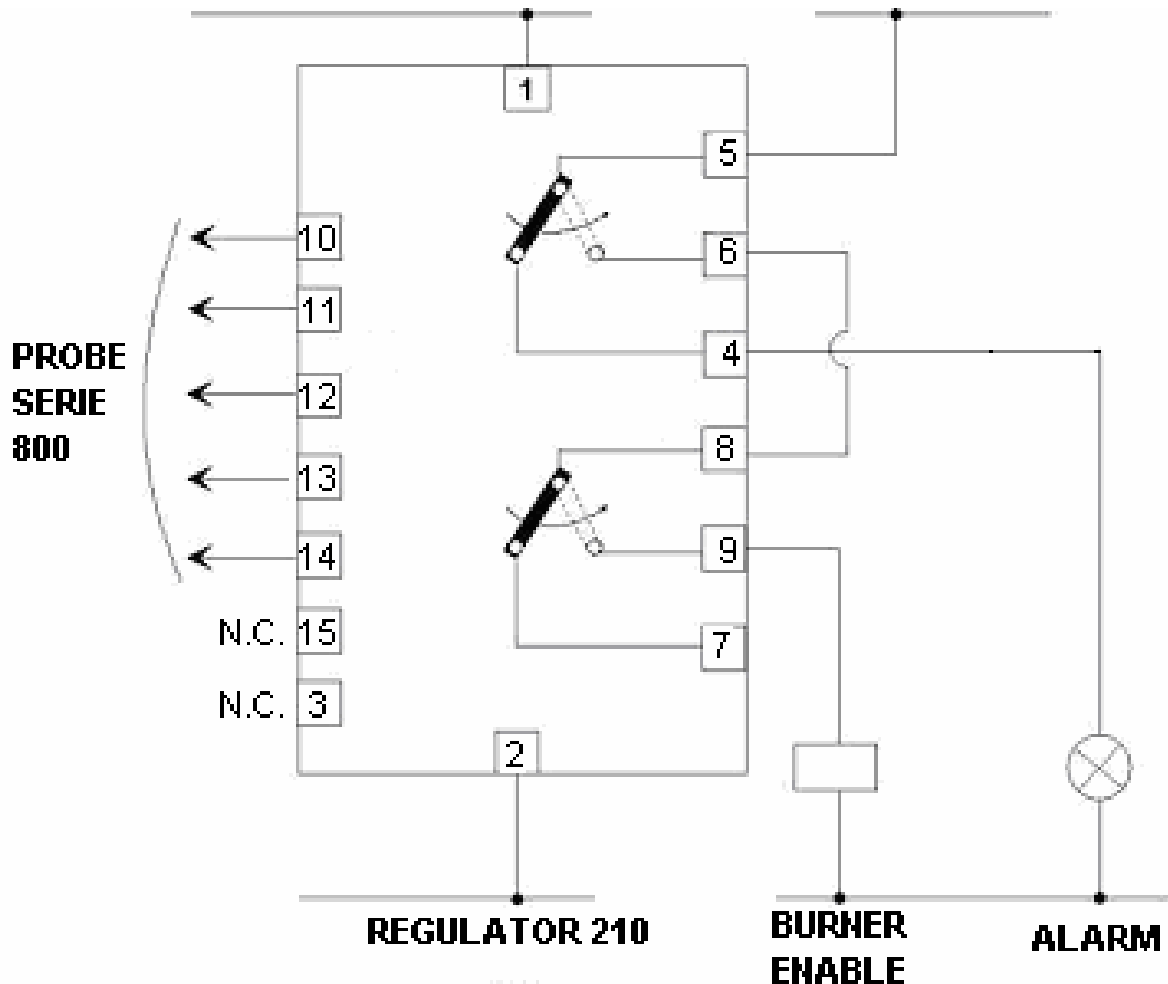 1
5
10
6
11
4
PROBE
SERIE
800
12
8
13
14
9
N.C. 15
7
N.C. 3
2
REGULATOR 210
BURNER
ENABLE
ALARM